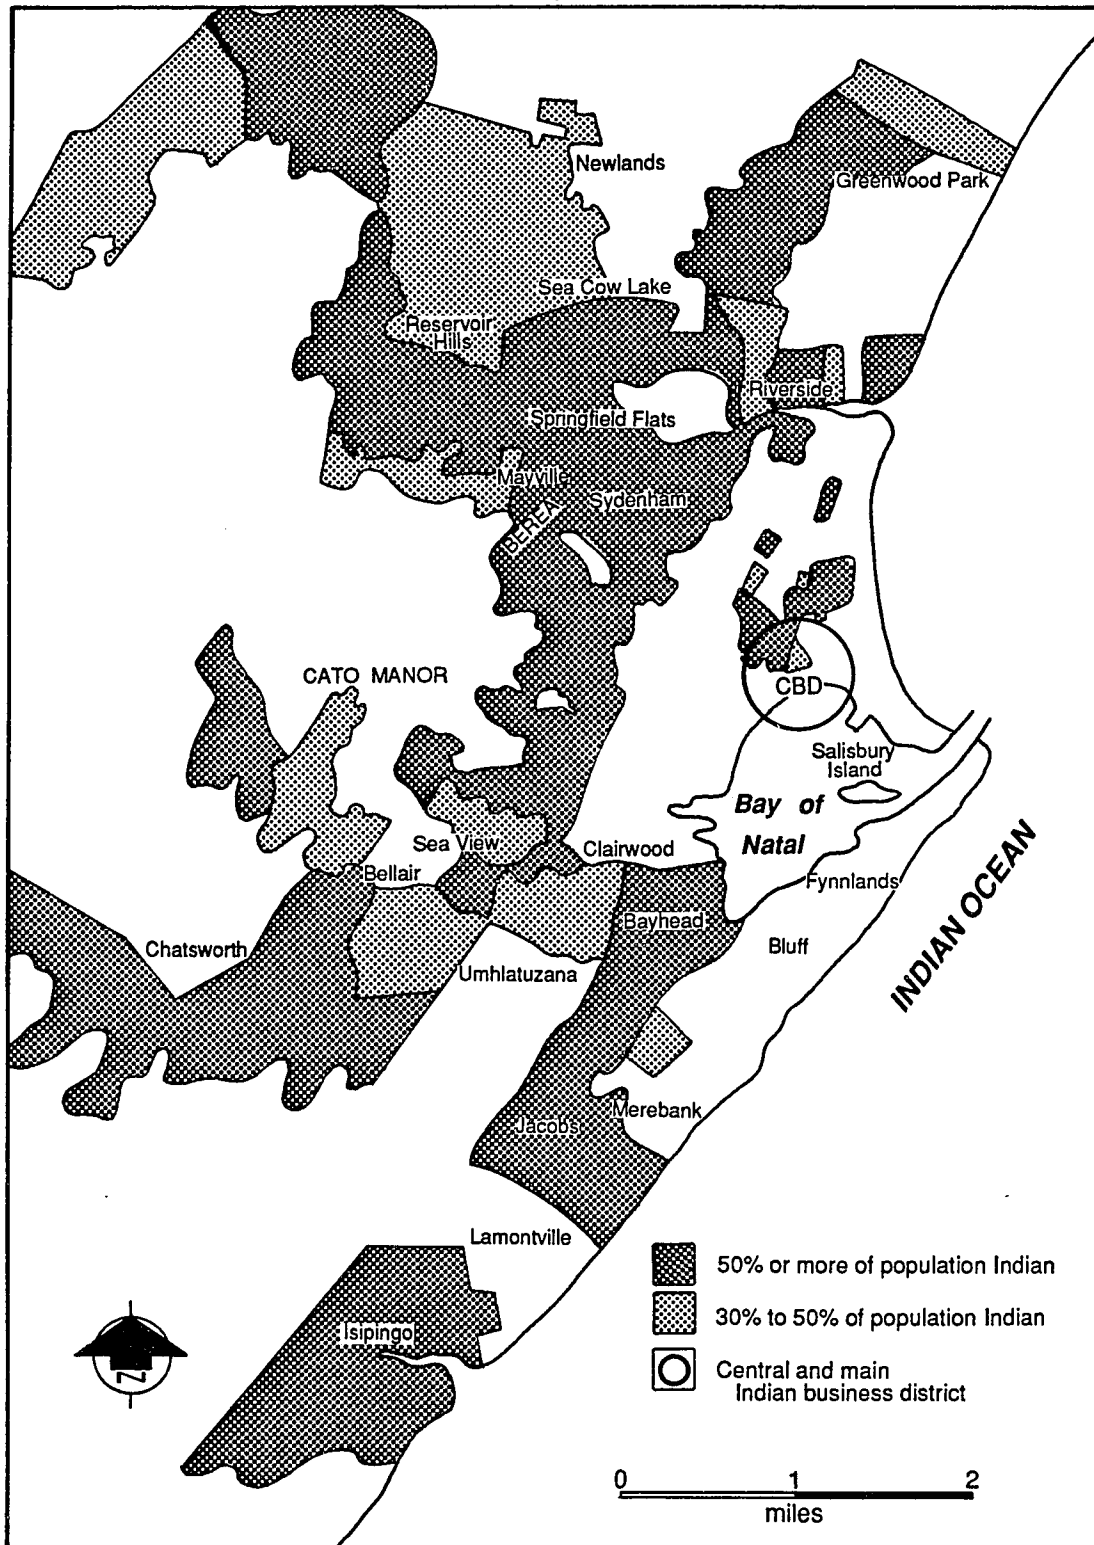 Newlands
Greenwood Park
Sea Cow Lake
Reservoir
Hills
Riverside
Springfield Flats
Mayville
Sydenham
BEREA
CATO MANOR
CBD
Salisbury
Island
Bay of
Natal
Sea View
Clairwood
Bellair
Fynnlands
INDIAN OCEAN
Bayhead
Bluff
Chatsworth
Umhlatuzana
Merebank
Jacobs
Lamontville
50% or more of population Indian
30% to 50% of population Indian
Central and main
Indian business district
Isipingo
N
0 1 2
miles